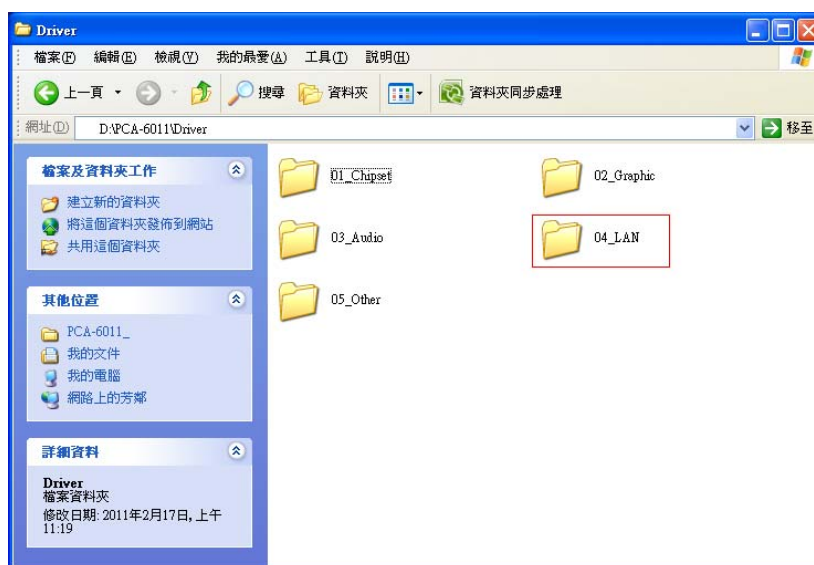 Driver
檔案(F) 編輯(E) 檢視(V) 我的最愛(A) 工具(T) 說明(H)
上一頁 搜尋 資料夾 資料夾同步處理
網址(D) D:\PCA-6011\Driver 移至
檔案及資料夾工作
建立新的資料夾
將這個資料夾發佈到網站
共用這個資料夾
其他位置
PCA-6011_
我的文件
我的電腦
網路上的芳鄰
詳細資料
Driver
檔案資料夾
修改日期: 2011年2月17日, 上午
11:19
01_Chipset 02_Graphic
03_Audio 04_LAN
05_Other